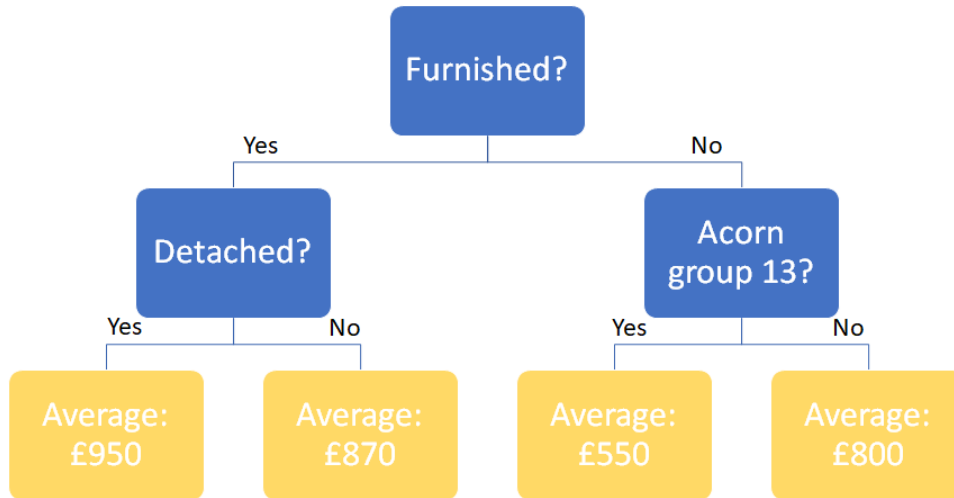 Furnished?
Yes
No
Detached?
Acorn
group 13?
Yes
No
Yes
No
Average:
£950
Average:
£870
Average:
£550
Average:
£800